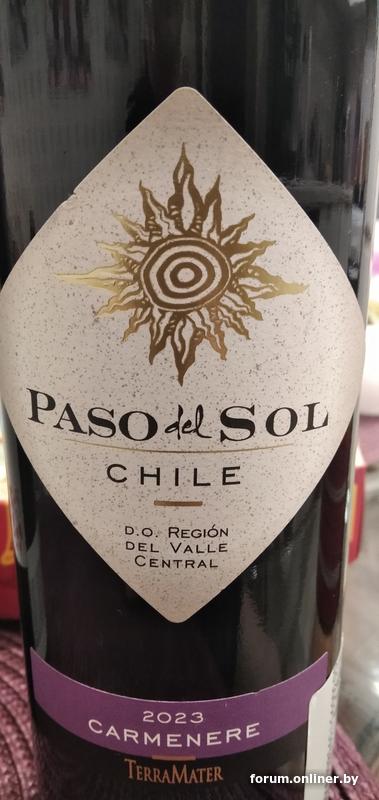 PASO del SOL
CHILE
D.O. REGIÓN
DEL VALLE
CENTRAL
2023
CARMENERE
TERRAMATER
forum.onliner.by